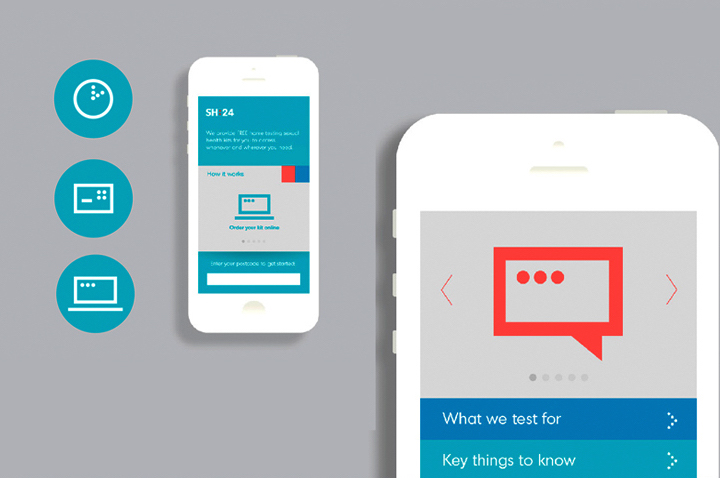 SH 24
We provide FREE home testing sexual
health kits for you to access,
whenever and wherever you need.
How it works
Order your kit online
Enter your postcode to get started
What we test for
Key things to know